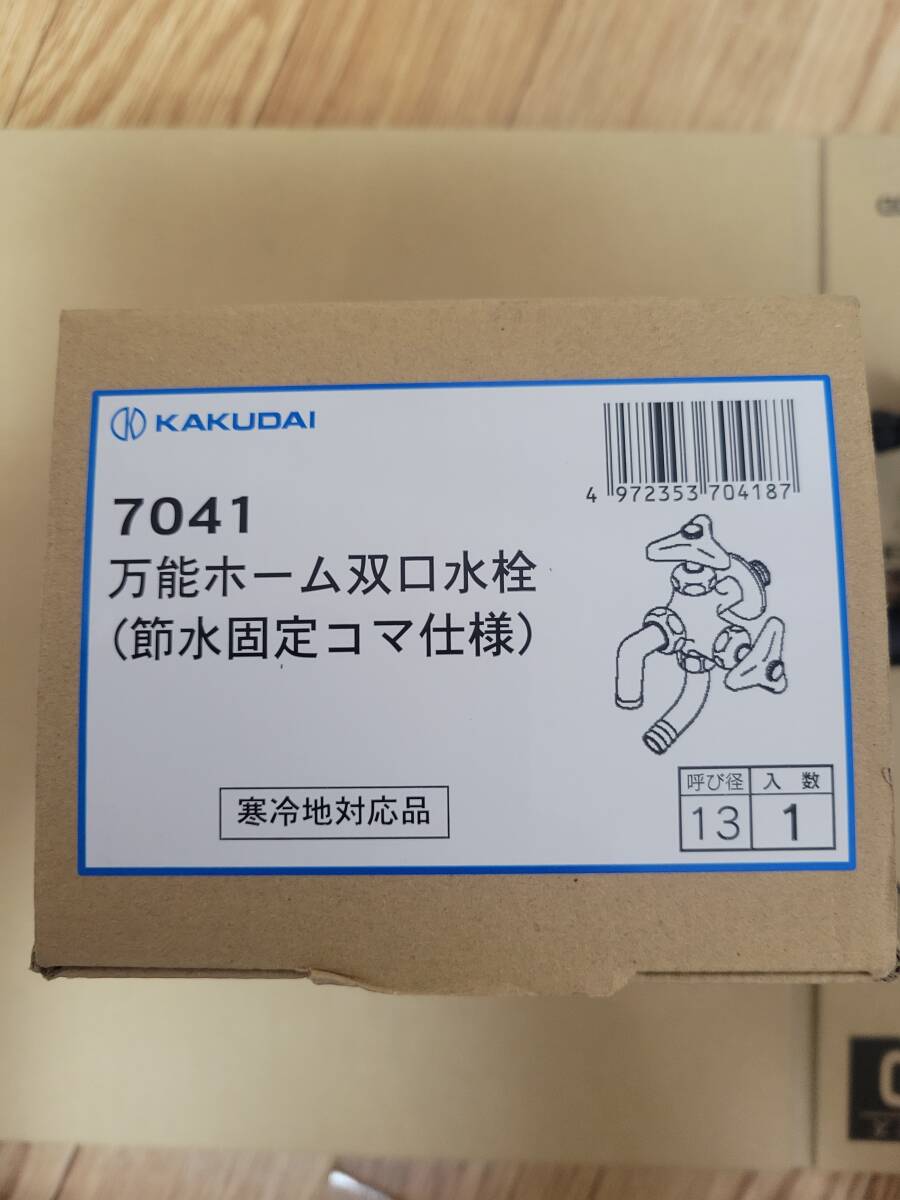 KAKUDAI
4 972353 704187
7041
万能ホーム双口水栓
(節水固定コマ仕様)
寒冷地対応品
呼び径 入数
13 1